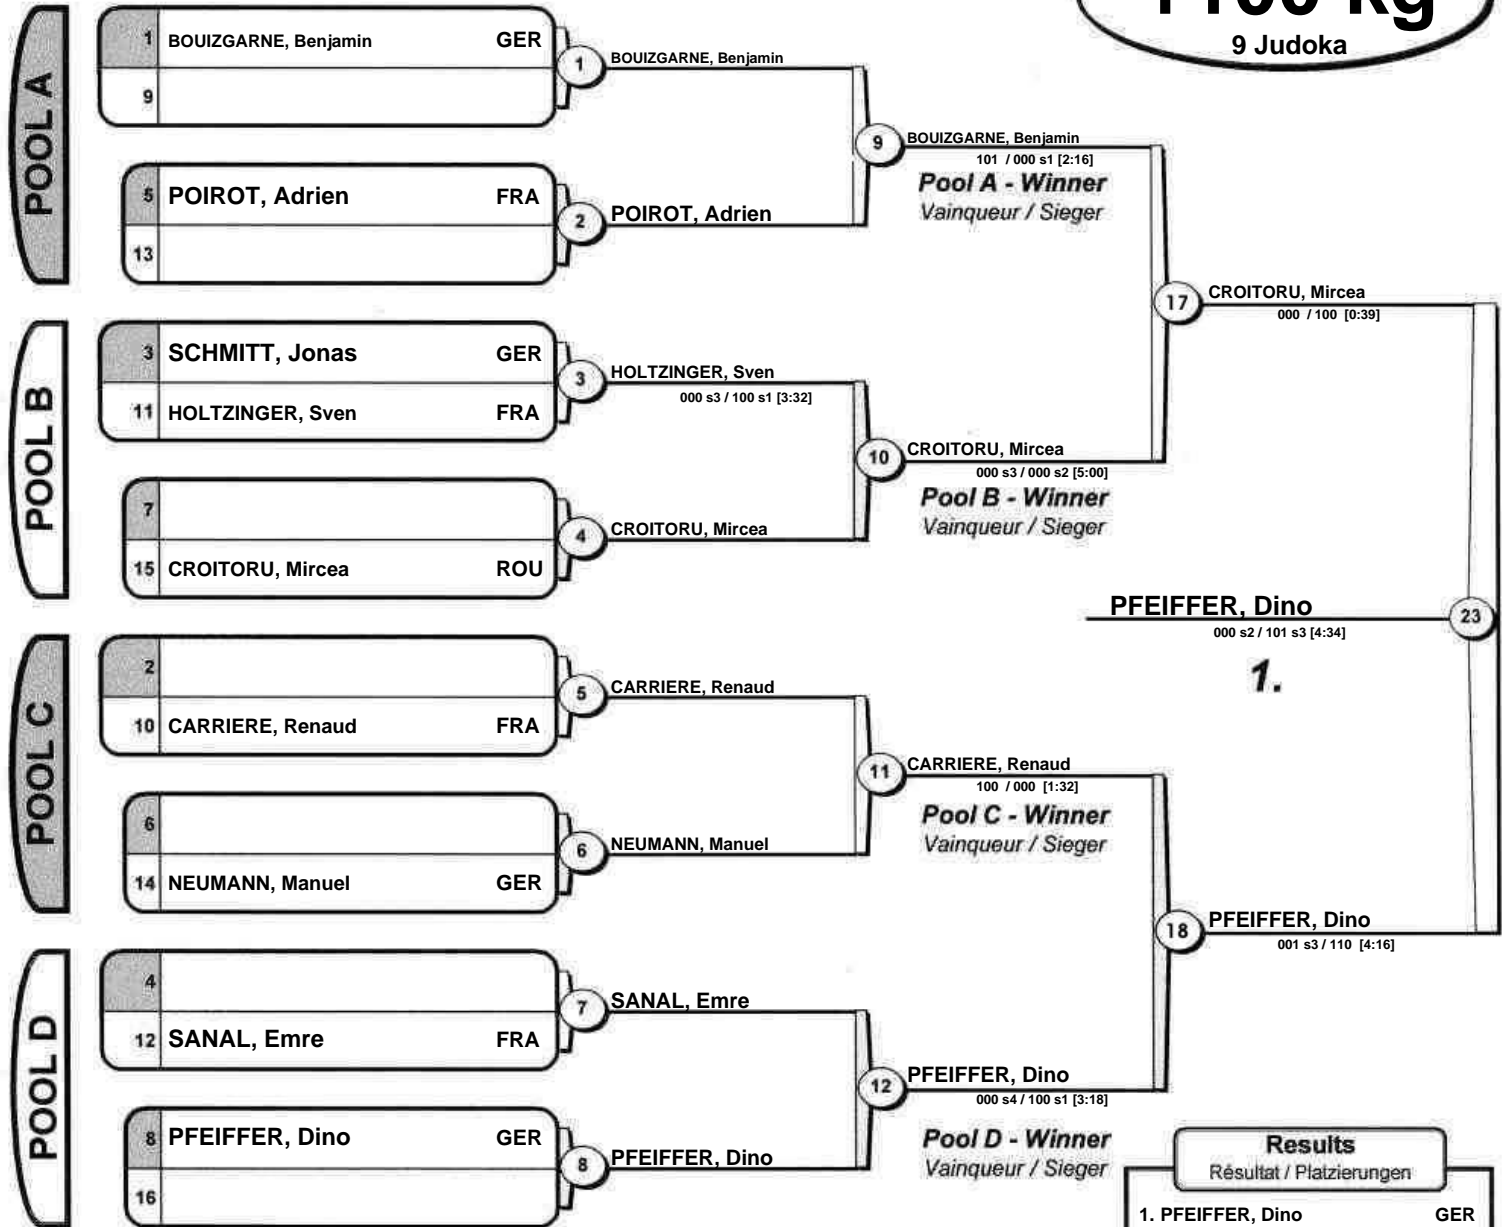 +100 kg
9 Judoka
POOL A
1 BOUIZGARNE, Benjamin GER
9
5 POIROT, Adrien FRA
13
1 BOUIZGARNE, Benjamin
2 POIROT, Adrien
9 BOUIZGARNE, Benjamin
101 / 000 s1 [2:16]
Pool A - Winner
Vainqueur / Sieger
POOL B
3 SCHMITT, Jonas GER
11 HOLTZINGER, Sven FRA
7
15 CROITORU, Mircea ROU
3 HOLTZINGER, Sven
000 s3 / 100 s1 [3:32]
4 CROITORU, Mircea
10 CROITORU, Mircea
000 s3 / 000 s2 [5:00]
Pool B - Winner
Vainqueur / Sieger
17 CROITORU, Mircea
000 / 100 [0:39]
PFEIFFER, Dino 23
000 s2 / 101 s3 [4:34]
1.
POOL C
2
10 CARRIERE, Renaud FRA
6
14 NEUMANN, Manuel GER
5 CARRIERE, Renaud
6 NEUMANN, Manuel
11 CARRIERE, Renaud
100 / 000 [1:32]
Pool C - Winner
Vainqueur / Sieger
18 PFEIFFER, Dino
001 s3 / 110 [4:16]
POOL D
4
12 SANAL, Emre FRA
8 PFEIFFER, Dino GER
16
7 SANAL, Emre
8 PFEIFFER, Dino
12 PFEIFFER, Dino
000 s4 / 100 s1 [3:18]
Pool D - Winner
Vainqueur / Sieger
Results
Résultat / Platzierungen
1. PFEIFFER, Dino GER